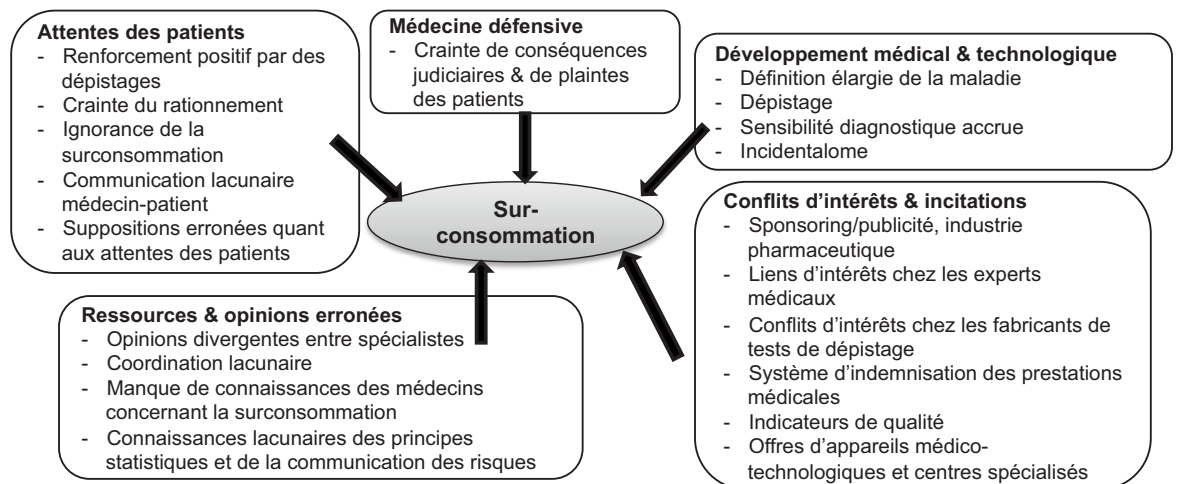 Attentes des patients
- Renforcement positif par des
dépistages
- Crainte du rationnement
- Ignorance de la
surconsommation
- Communication lacunaire
médecin-patient
- Suppositions erronées quant
aux attentes des patients
Médecine défensive
- Crainte de conséquences
judiciaires & de plaintes
des patients
Développement médical & technologique
- Définition élargie de la maladie
- Dépistage
- Sensibilité diagnostique accrue
- Incidentalome
Sur-
consommation
Conflits d’intérêts & incitations
- Sponsoring/publicité, industrie
pharmaceutique
- Liens d’intérêts chez les experts
médicaux
- Conflits d’intérêts chez les fabricants de
tests de dépistage
- Système d’indemnisation des prestations
médicales
- Indicateurs de qualité
- Offres d’appareils médico-
technologiques et centres spécialisés
Ressources & opinions erronées
- Opinions divergentes entre spécialistes
- Coordination lacunaire
- Manque de connaissances des médecins
concernant la surconsommation
- Connaissances lacunaires des principes
statistiques et de la communication des risques